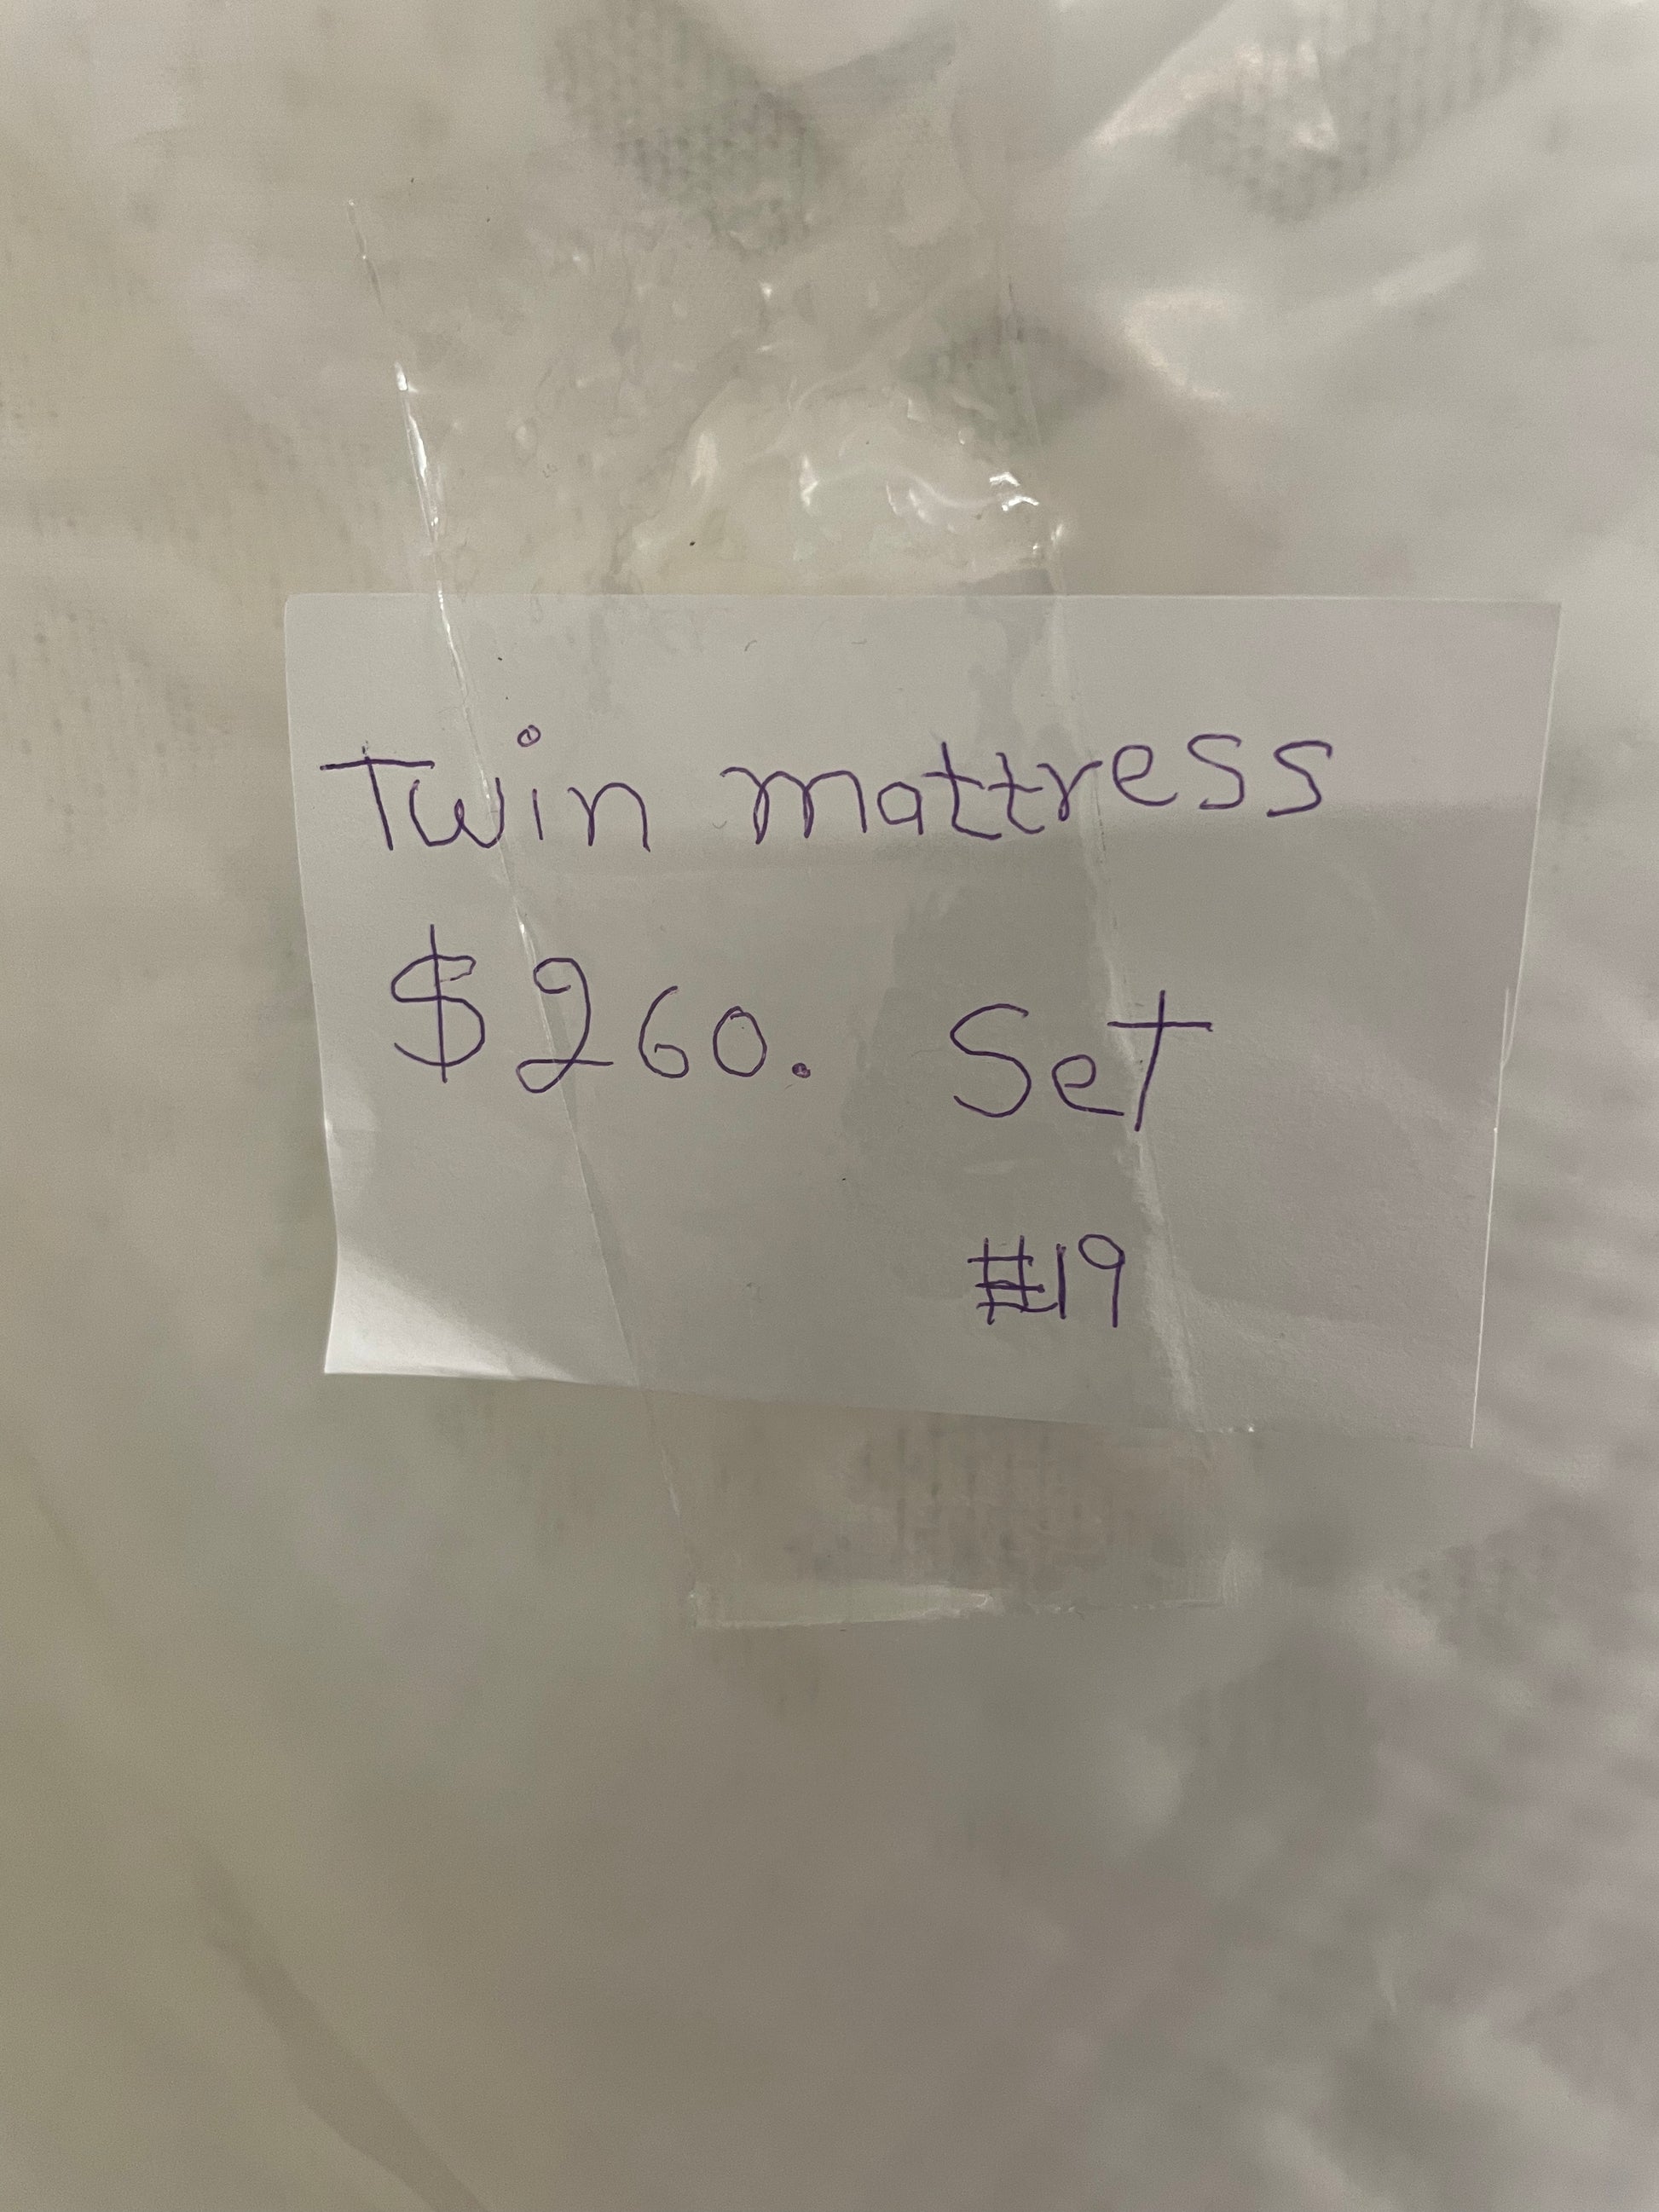 Twin mattress
$260. Set
#19